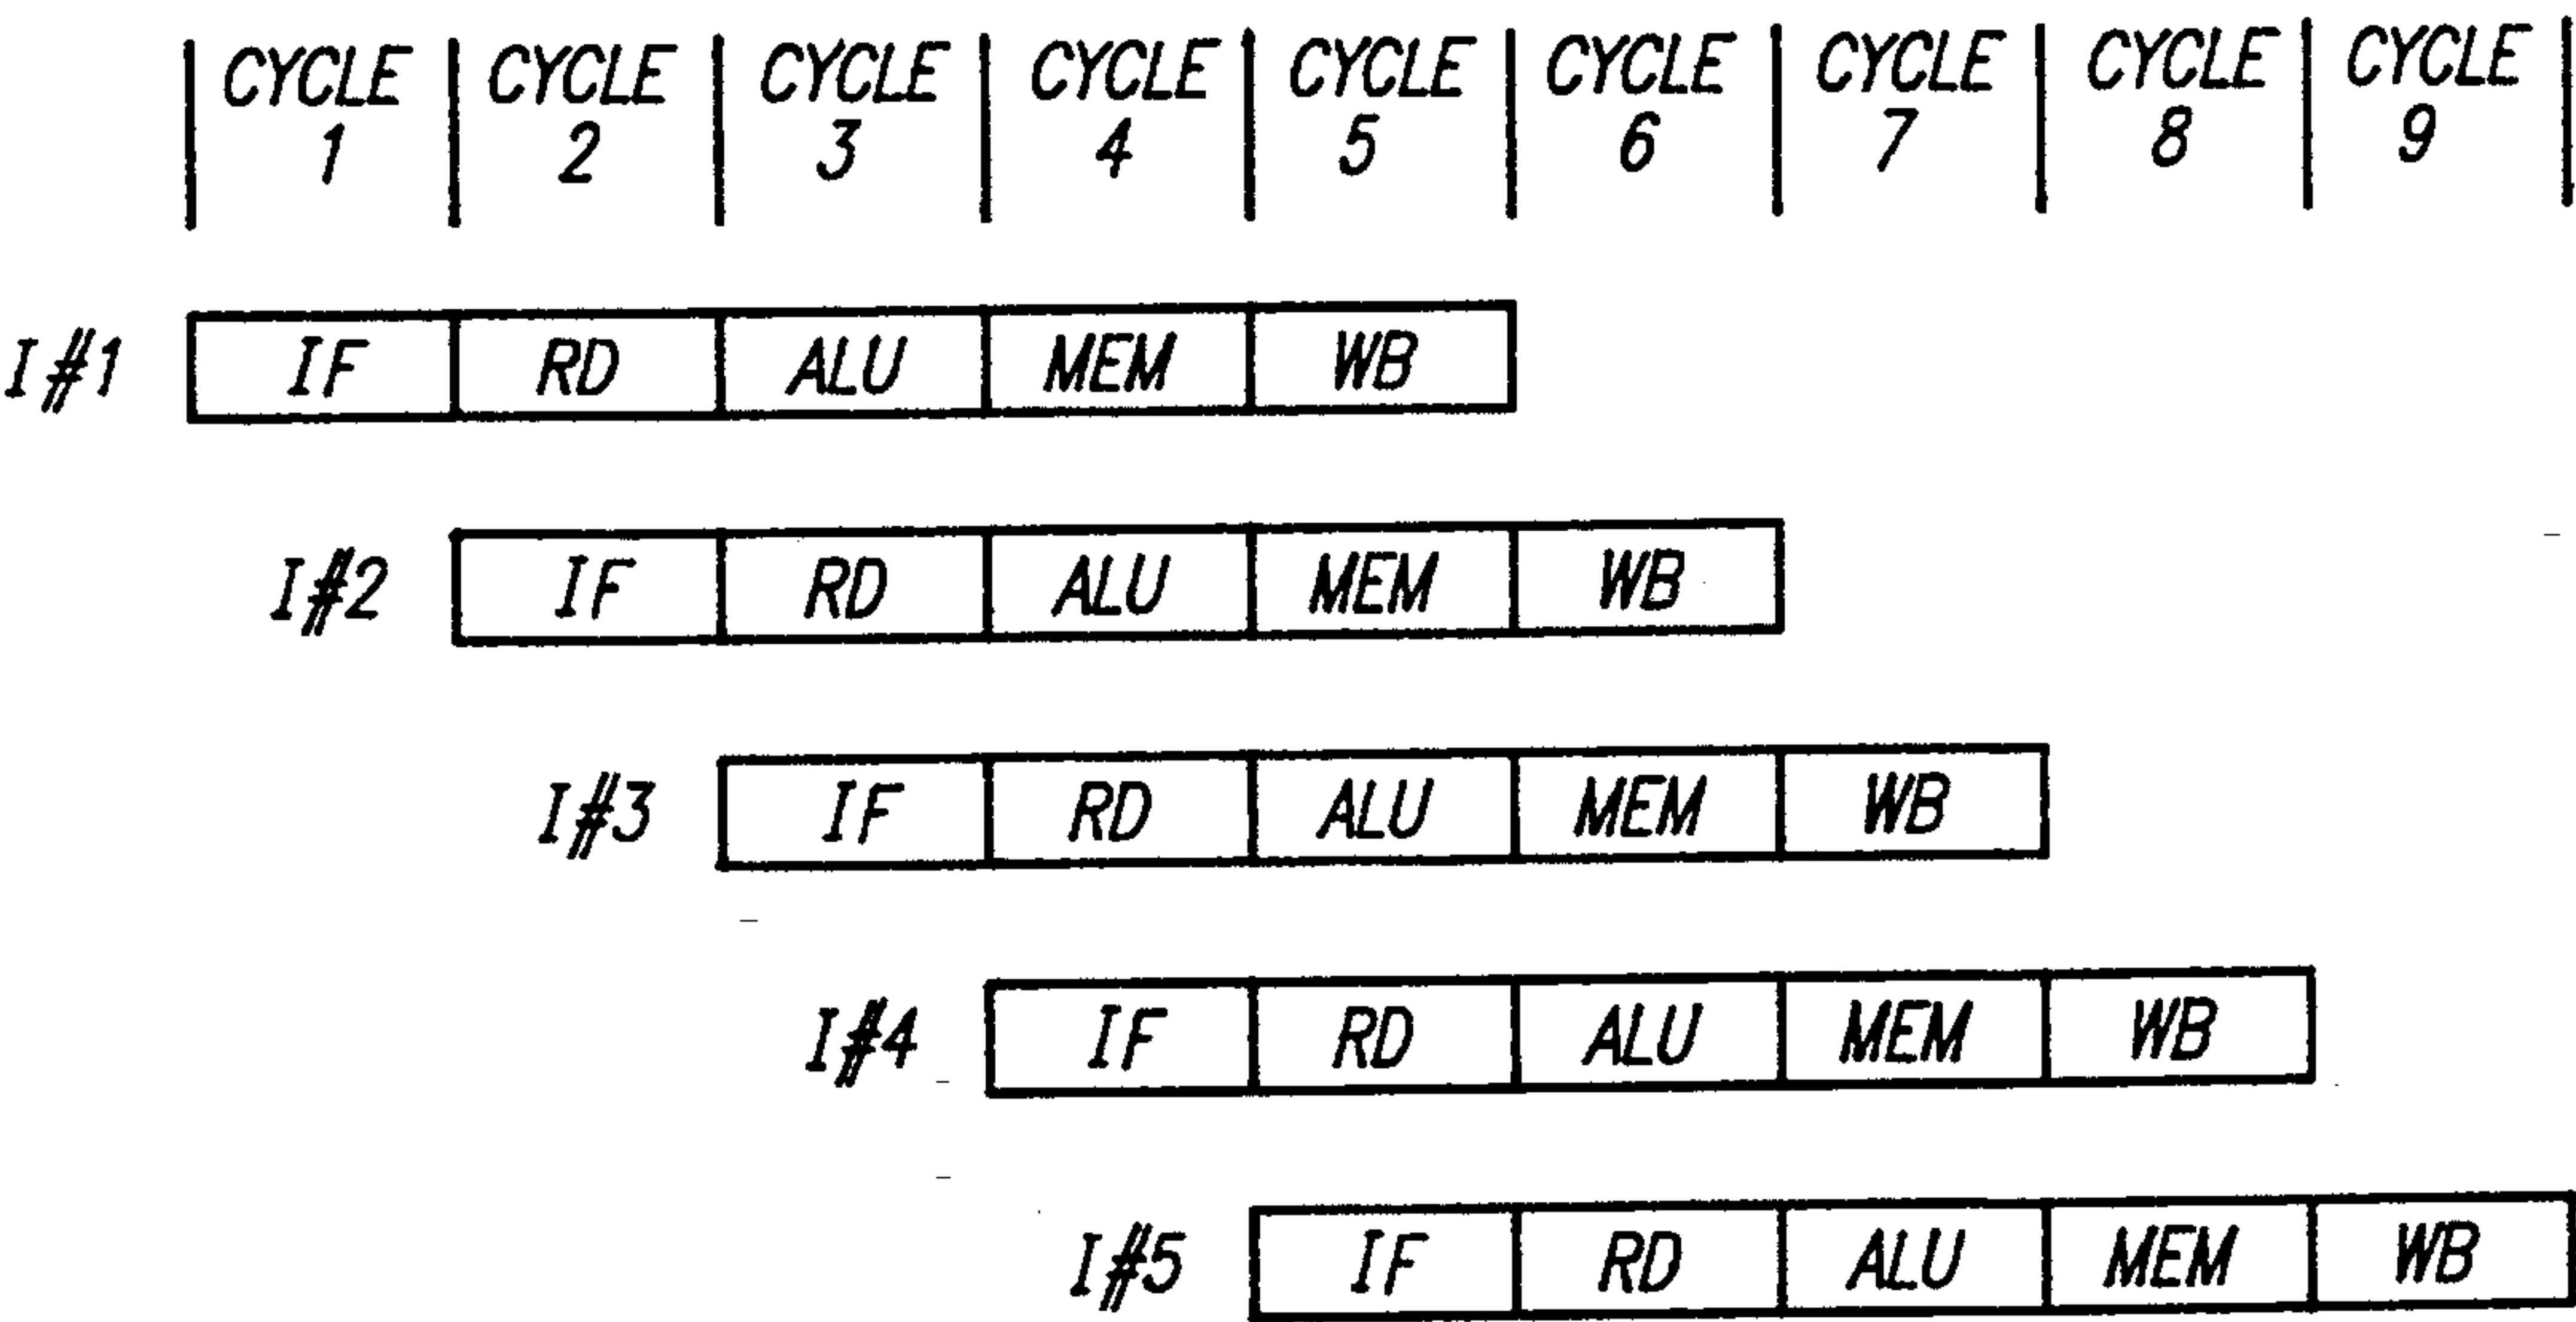 CYCLE CYCLE CYCLE CYCLE CYCLE CYCLE CYCLE CYCLE CYCLE
1 2 3 4 5 6 7 8 9
I#1 IF RD ALU MEM WB
I#2 IF RD ALU MEM WB
I#3 IF RD ALU MEM WB
I#4 IF RD ALU MEM WB
I#5 IF RD ALU MEM WB